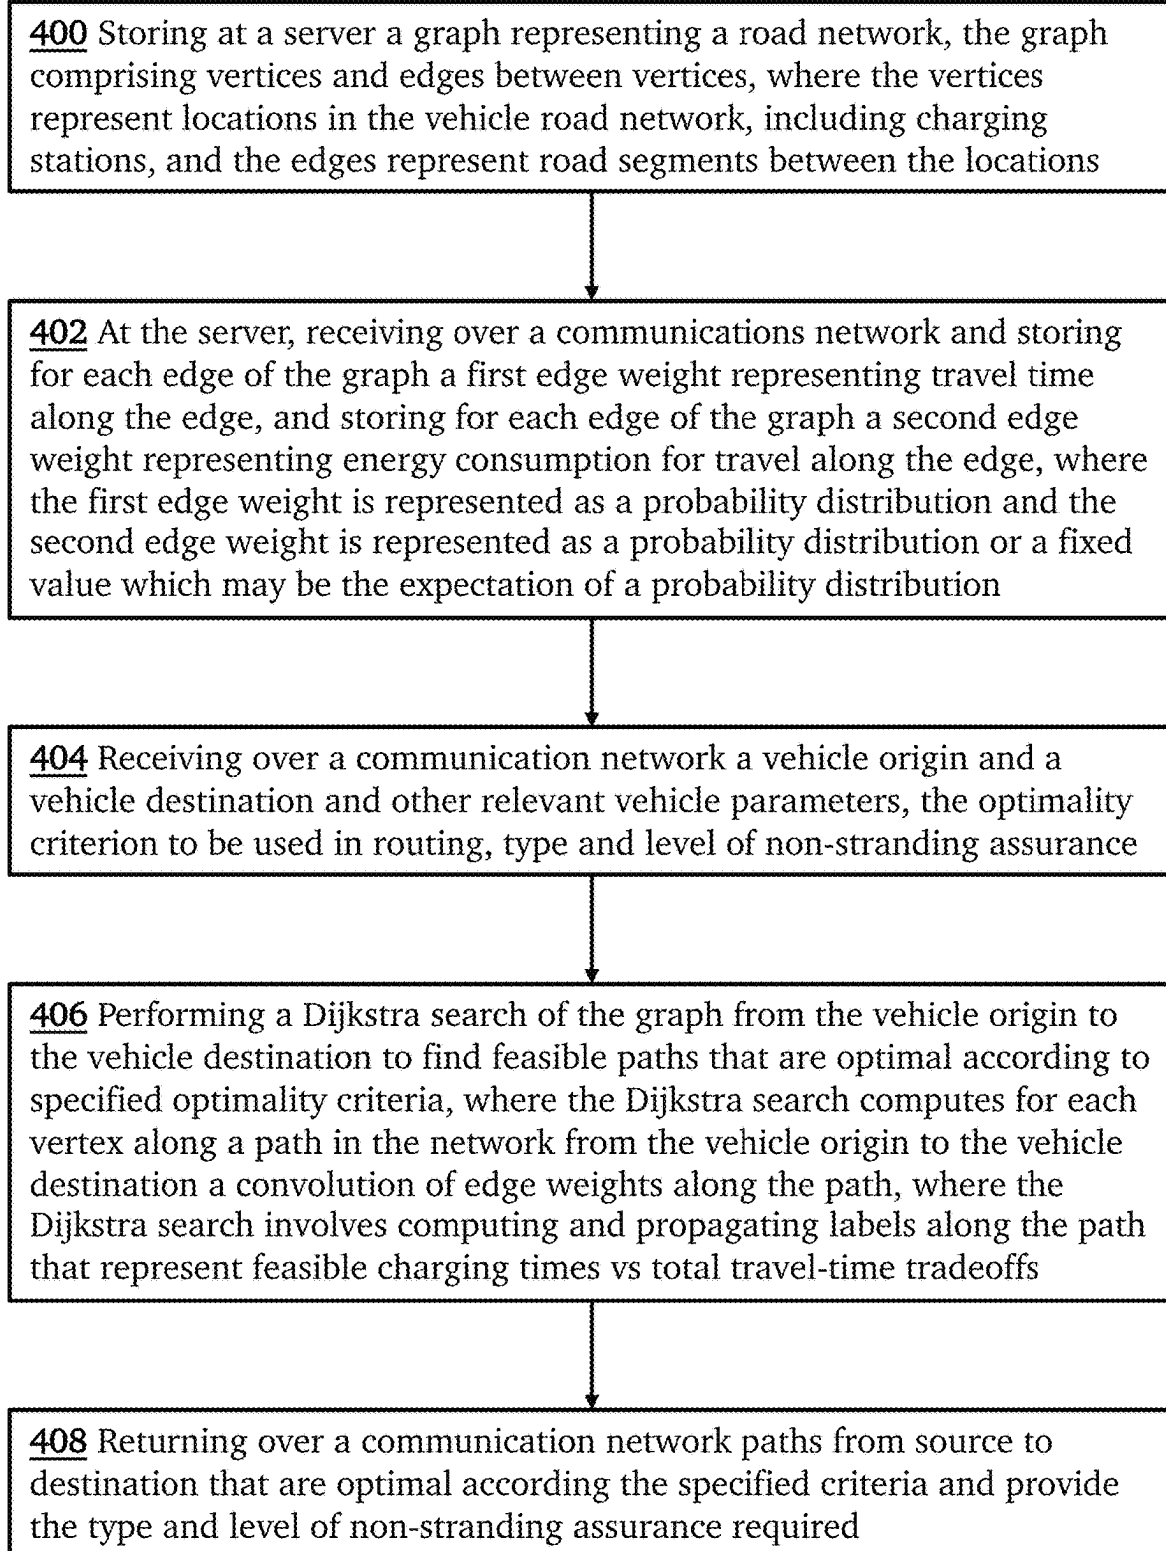 400 Storing at a server a graph representing a road network, the graph
comprising vertices and edges between vertices, where the vertices
represent locations in the vehicle road network, including charging
stations, and the edges represent road segments between the locations
402 At the server, receiving over a communications network and storing
for each edge of the graph a first edge weight representing travel time
along the edge, and storing for each edge of the graph a second edge
weight representing energy consumption for travel along the edge, where
the first edge weight is represented as a probability distribution and the
second edge weight is represented as a probability distribution or a fixed
value which may be the expectation of a probability distribution
404 Receiving over a communication network a vehicle origin and a
vehicle destination and other relevant vehicle parameters, the optimality
criterion to be used in routing, type and level of non-stranding assurance
406 Performing a Dijkstra search of the graph from the vehicle origin to
the vehicle destination to find feasible paths that are optimal according to
specified optimality criteria, where the Dijkstra search computes for each
vertex along a path in the network from the vehicle origin to the vehicle
destination a convolution of edge weights along the path, where the
Dijkstra search involves computing and propagating labels along the path
that represent feasible charging times vs total travel-time tradeoffs
408 Returning over a communication network paths from source to
destination that are optimal according the specified criteria and provide
the type and level of non-stranding assurance required